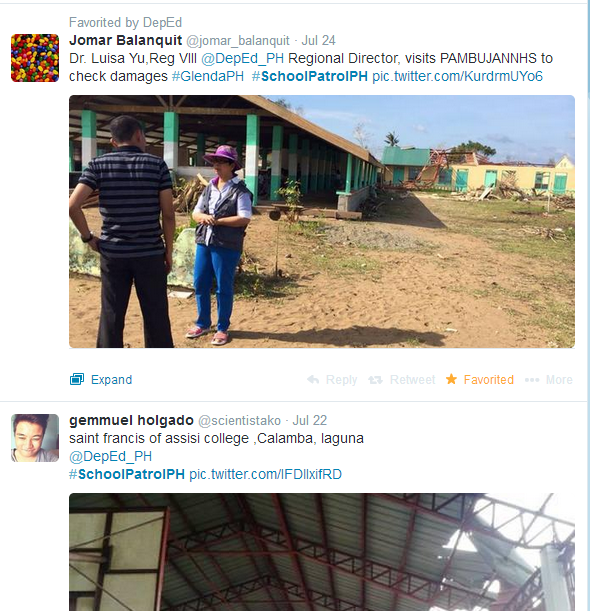 Favorited by DepEd
Jomar Balanquit @jomar_balanquit · Jul 24
Dr. Luisa Yu,Reg VIII @DepEd_PH Regional Director, visits PAMBUJANNHS to
check damages #GlendaPH #SchoolPatrolPH pic.twitter.com/KurdrmUYo6
Expand Reply Retweet Favorited More
gemmuel holgado @scientistako · Jul 22
saint francis of assisi college ,Calamba, laguna
@DepEd_PH
#SchoolPatrolPH pic.twitter.com/IFDllxifRD